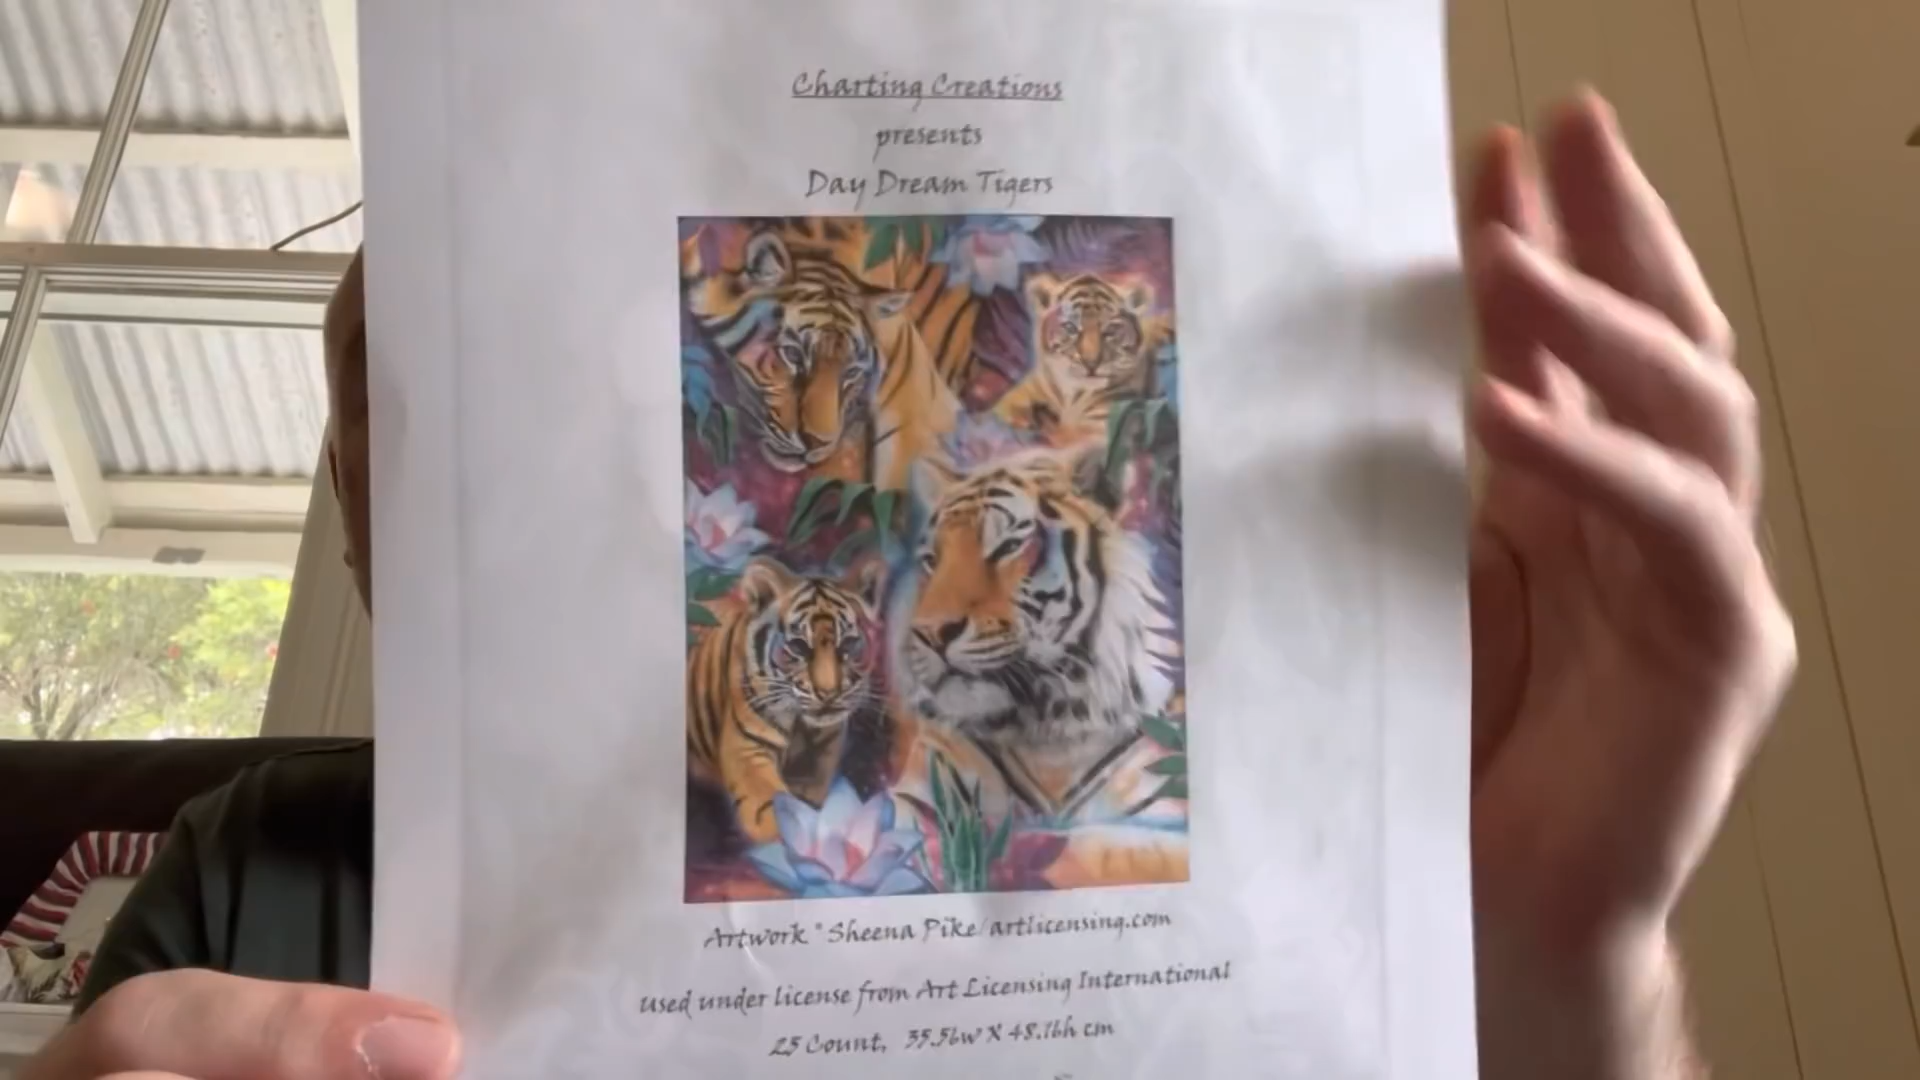 Charting Creations
presents
Day Dream Tigers
Artwork © Sheena Pike/artlicensing.com
used under license from Art Licensing International
25 Count, 35.56w X 48.16h cm